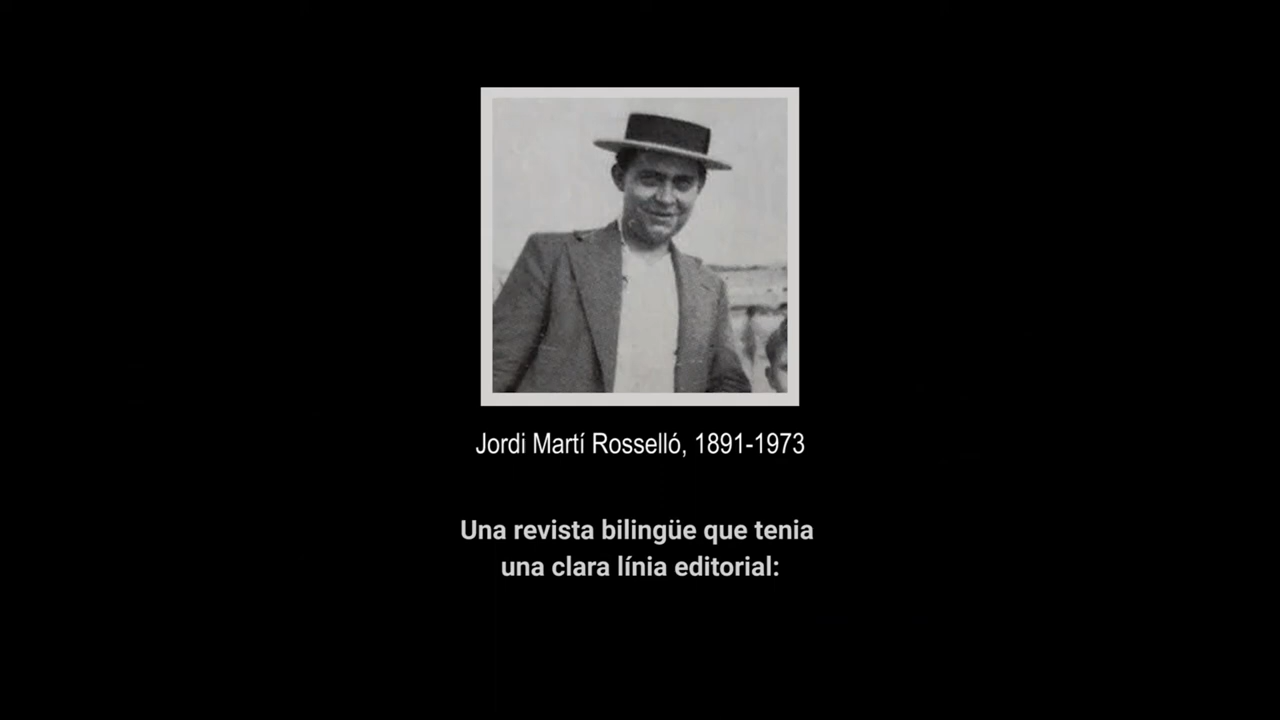 Jordi Martí Rosselló, 1891-1973
Una revista bilingüe que tenia
una clara línia editorial: